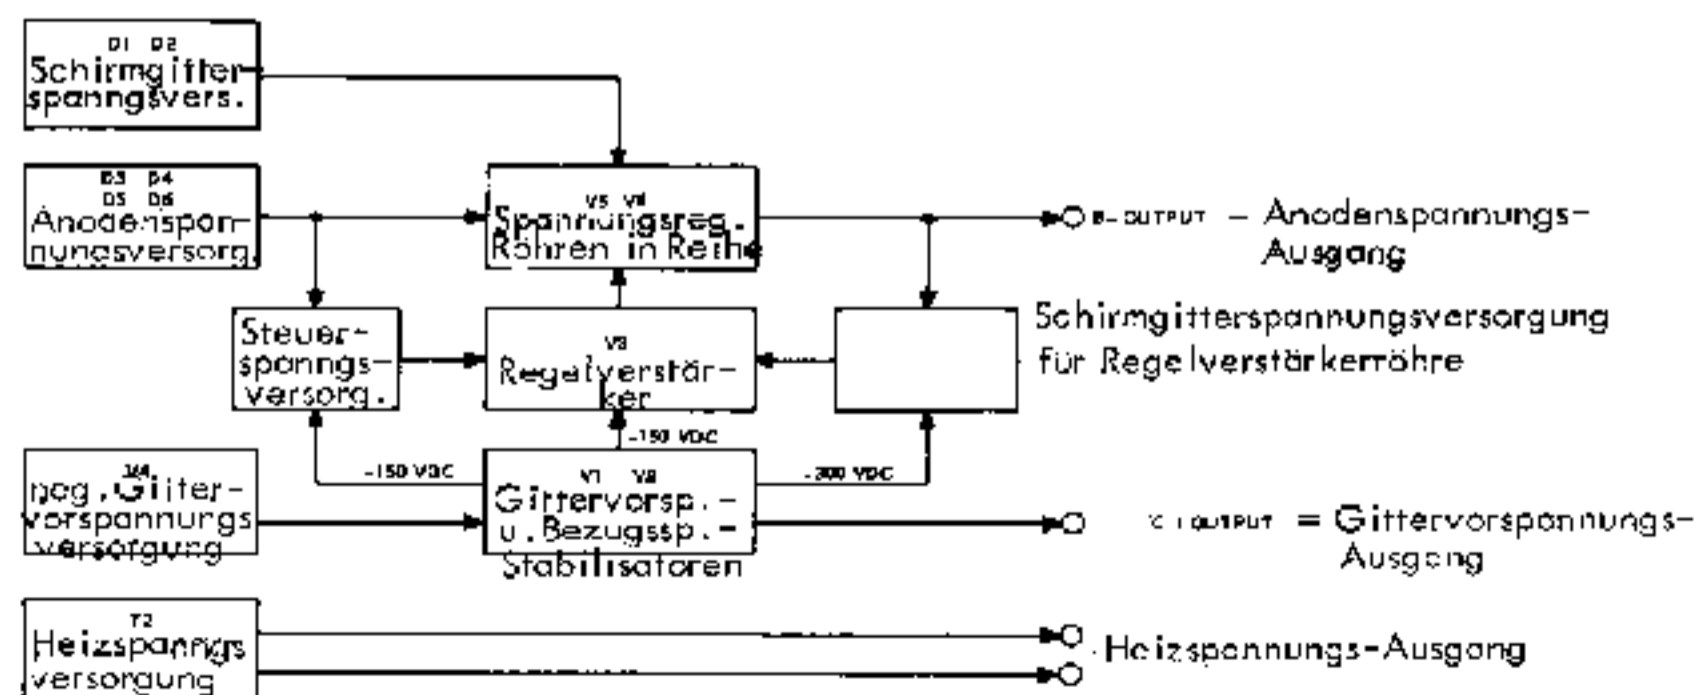 D1 D2
Schirmgitter-
spanngsvers.
D3 D4
D5 D6
Anodenspan-
nungsversorg.
V5
Spannungsreg.
Röhren in Reihe
OUTPUT - Anodenspannungs-
Ausgang
Steuer-
spanngs-
versorg.
V3
Regelverstär-
ker
Schirmgitterspannungsversorgung
für Regelverstärkerröhre
-150 VDC
-150 VDC
-300 VDC
neg. Gitter-
vorspannungs
versorgung
V1 V2
Gittervorsp.-
u. Bezugssp.-
Stabilisatoren
OUTPUT = Gittervorspannungs-
Ausgang
T2
Heizspanngs
versorgung
Heizspannungs-Ausgang